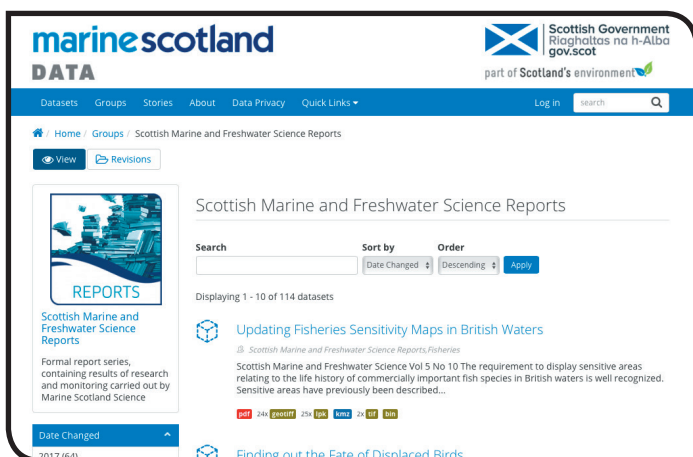 marinescotland
DATA
Scottish Government
Riaghaltas na h-Alba
gov.scot
part of Scotland's environment
Datasets Groups Stories About Data Privacy Quick Links Log in search
/ Home / Groups / Scottish Marine and Freshwater Science Reports
View Revisions
REPORTS
Scottish Marine and
Freshwater Science
Reports
Formal report series,
containing results of research
and monitoring carried out by
Marine Scotland Science
Date Changed
2017 (64)
Scottish Marine and Freshwater Science Reports
Search Sort by Order
Date Changed Descending Apply
Displaying 1 - 10 of 114 datasets
Updating Fisheries Sensitivity Maps in British Waters
Scottish Marine and Freshwater Science Reports,Fisheries
Scottish Marine and Freshwater Science Vol 5 No 10 The requirement to display sensitive areas
relating to the life history of commercially important fish species in British waters is well recognized.
Sensitive areas have previously been described...
pdf 24x geotiff 25x lpk kmz 2x tif bin
Finding out the Fate of Displaced Birds